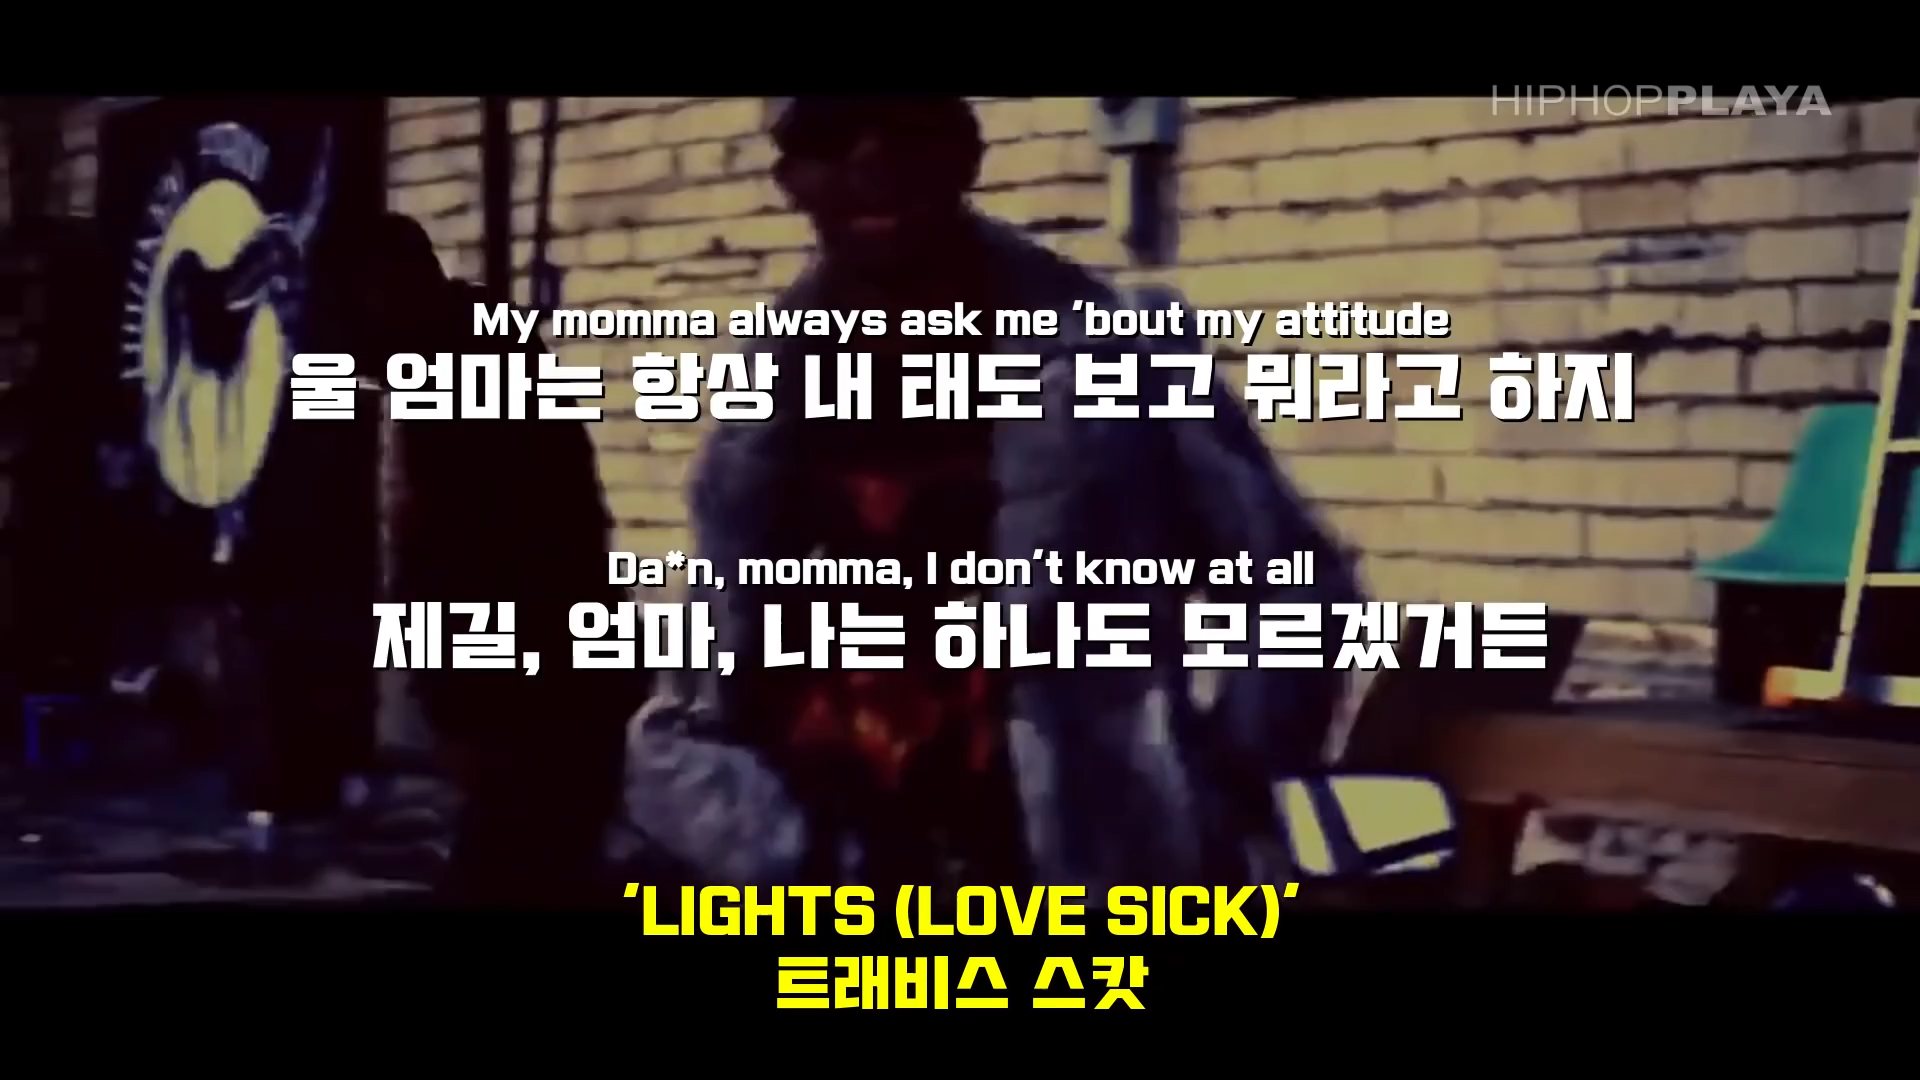 HIPHOPPLAYA
My momma always ask me 'bout my attitude
울 엄마는 항상 내 태도 보고 뭐라고 하지
Da*n, momma, I don't know at all
제길, 엄마, 나는 하나도 모르겠거든
'LIGHTS (LOVE SICK)'
트래비스 스캇